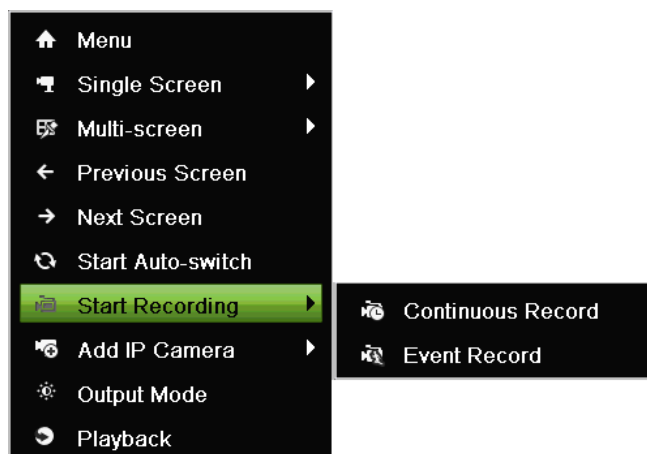 Menu
Single Screen
Multi-screen
Previous Screen
Next Screen
Start Auto-switch
Start Recording
Continuous Record
Add IP Camera
Event Record
Output Mode
Playback